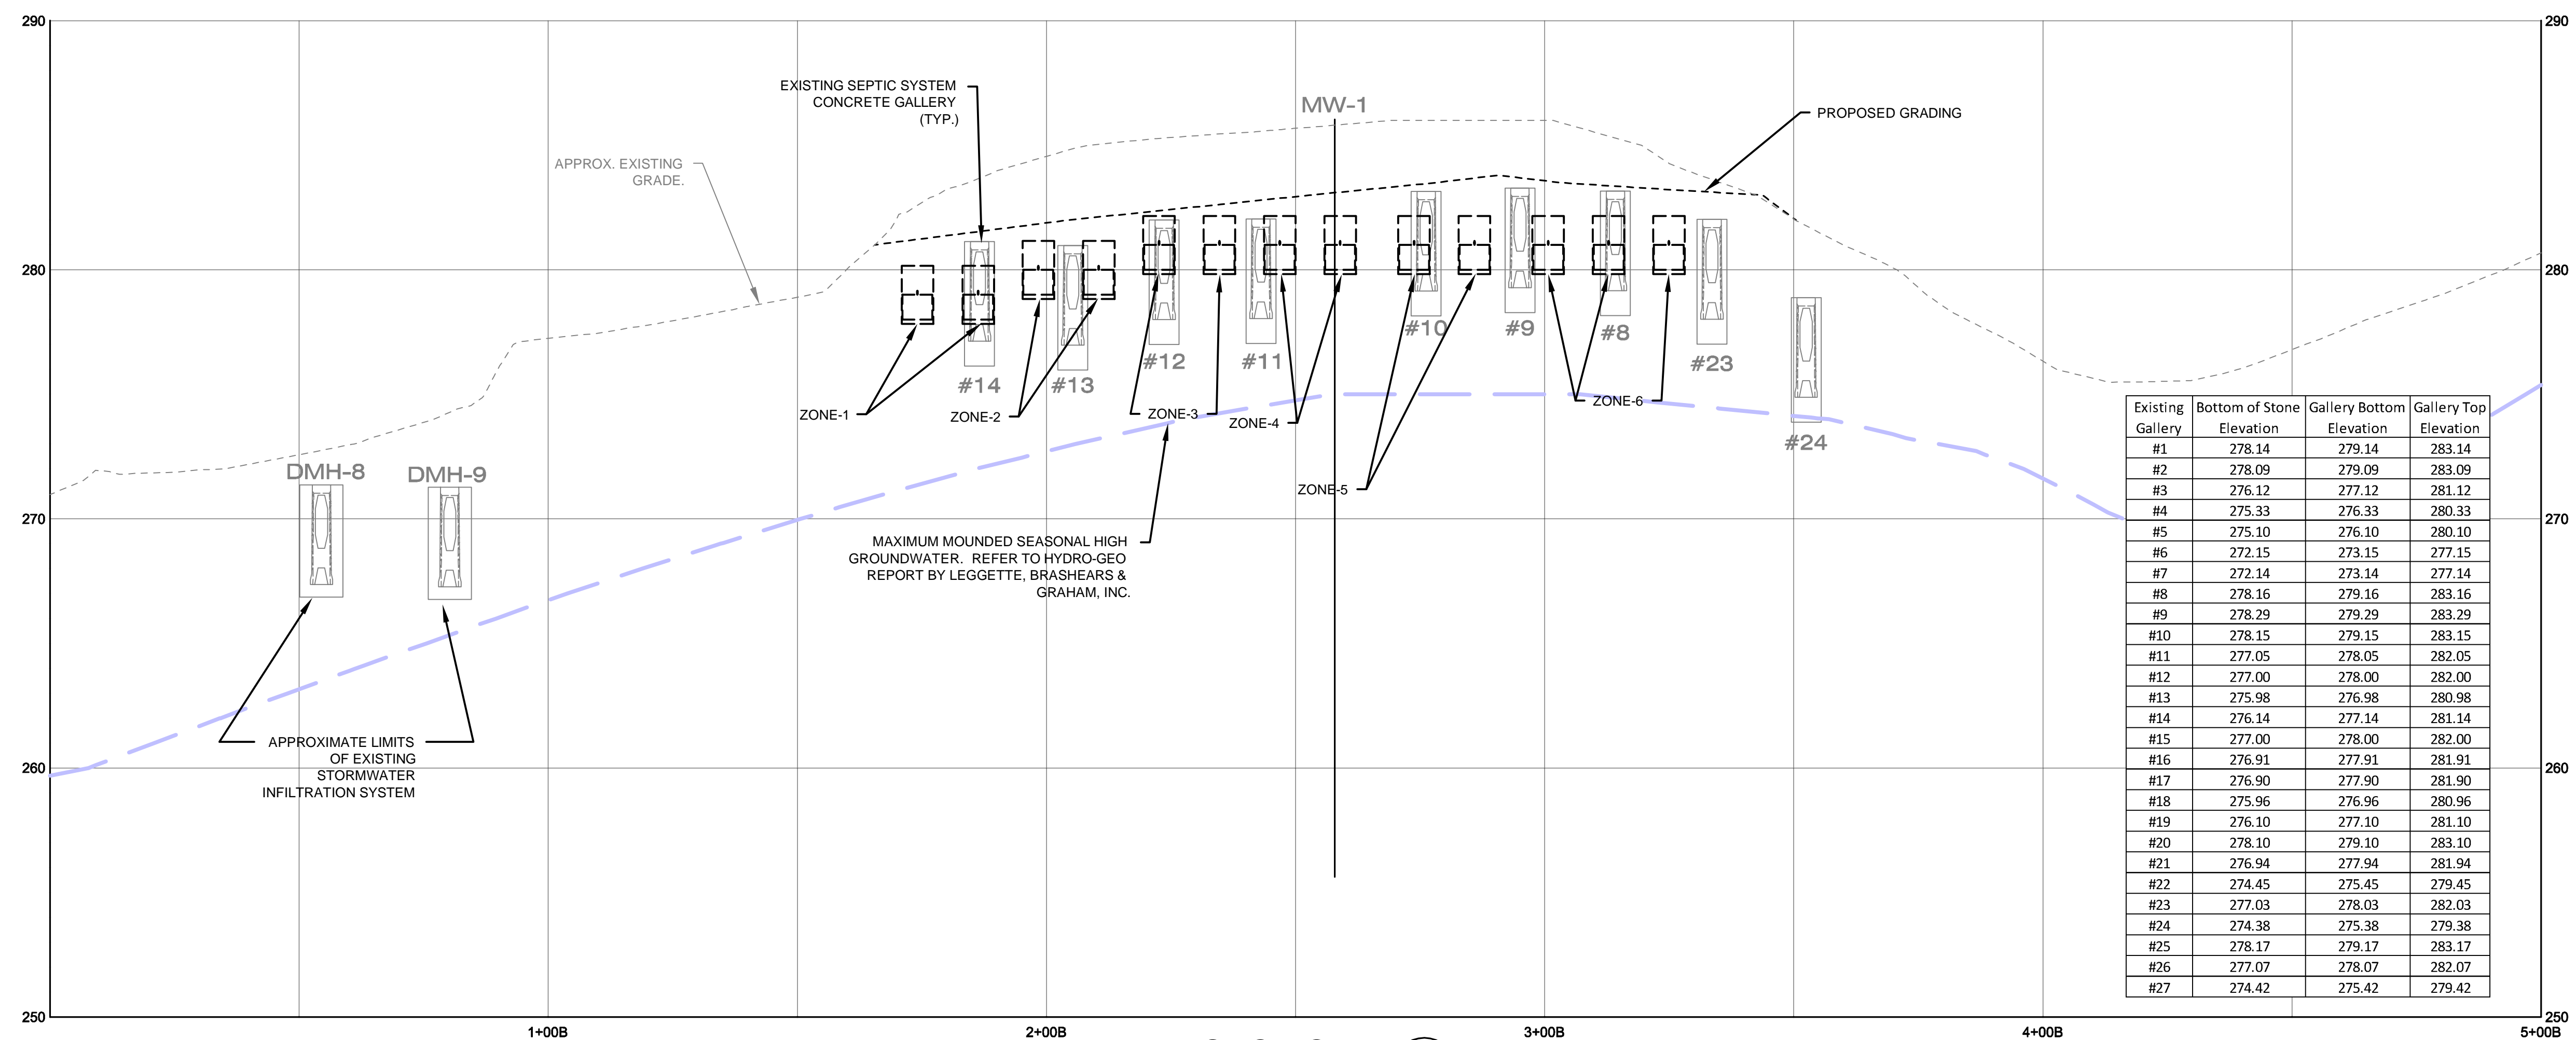 290
290
EXISTING SEPTIC SYSTEM
CONCRETE GALLERY
(TYP.)
MW-1
PROPOSED GRADING
APPROX. EXISTING
GRADE.
280
280
#14
#13
#12
#11
#10
#9
#8
#23
#24
ZONE-1
ZONE-2
ZONE-3
ZONE-4
ZONE-5
ZONE-6
DMH-8
DMH-9
270
270
MAXIMUM MOUNDED SEASONAL HIGH
GROUNDWATER. REFER TO HYDRO-GEO
REPORT BY LEGGETTE, BRASHEARS &
GRAHAM, INC.
APPROXIMATE LIMITS
OF EXISTING
STORMWATER
INFILTRATION SYSTEM
260
260
Existing Gallery Bottom of Stone Elevation Gallery Bottom Elevation Gallery Top Elevation
#1 278.14 279.14 283.14
#2 278.09 279.09 283.09
#3 276.12 277.12 281.12
#4 275.33 276.33 280.33
#5 275.10 276.10 280.10
#6 272.15 273.15 277.15
#7 272.14 273.14 277.14
#8 278.16 279.16 283.16
#9 278.29 279.29 283.29
#10 278.15 279.15 283.15
#11 277.05 278.05 282.05
#12 277.00 278.00 282.00
#13 275.98 276.98 280.98
#14 276.14 277.14 281.14
#15 277.00 278.00 282.00
#16 276.91 277.91 281.91
#17 276.90 277.90 281.90
#18 275.96 276.96 280.96
#19 276.10 277.10 281.10
#20 278.10 279.10 283.10
#21 276.94 277.94 281.94
#22 274.45 275.45 279.45
#23 277.03 278.03 282.03
#24 274.38 275.38 279.38
#25 278.17 279.17 283.17
#26 277.07 278.07 282.07
#27 274.42 275.42 279.42
250
250
1+00B
2+00B
3+00B
4+00B
5+00B